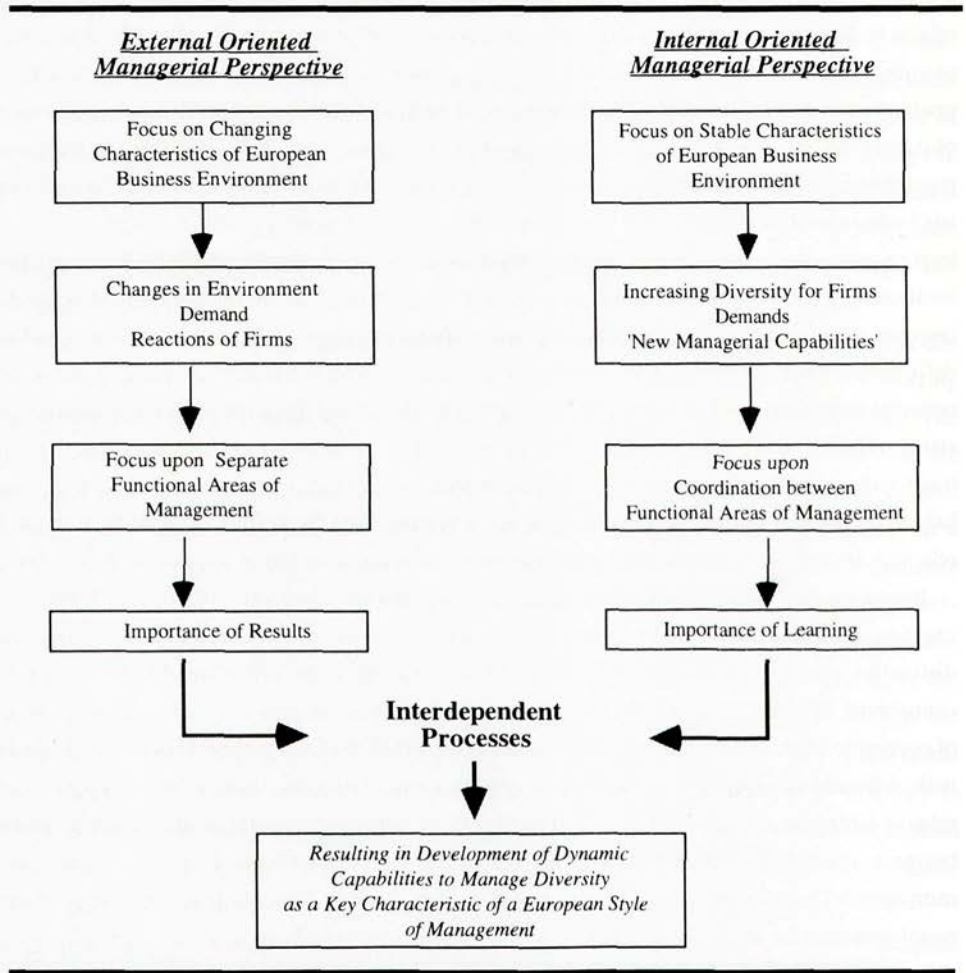 External Oriented
Managerial Perspective
Focus on Changing
Characteristics of European
Business Environment
Changes in Environment
Demand
Reactions of Firms
Focus upon Separate
Functional Areas of
Management
Importance of Results
Internal Oriented
Managerial Perspective
Focus on Stable Characteristics
of European Business
Environment
Increasing Diversity for Firms
Demands
'New Managerial Capabilities'
Focus upon
Coordination between
Functional Areas of Management
Importance of Learning
Interdependent
Processes
Resulting in Development of Dynamic
Capabilities to Manage Diversity
as a Key Characteristic of a European Style
of Management